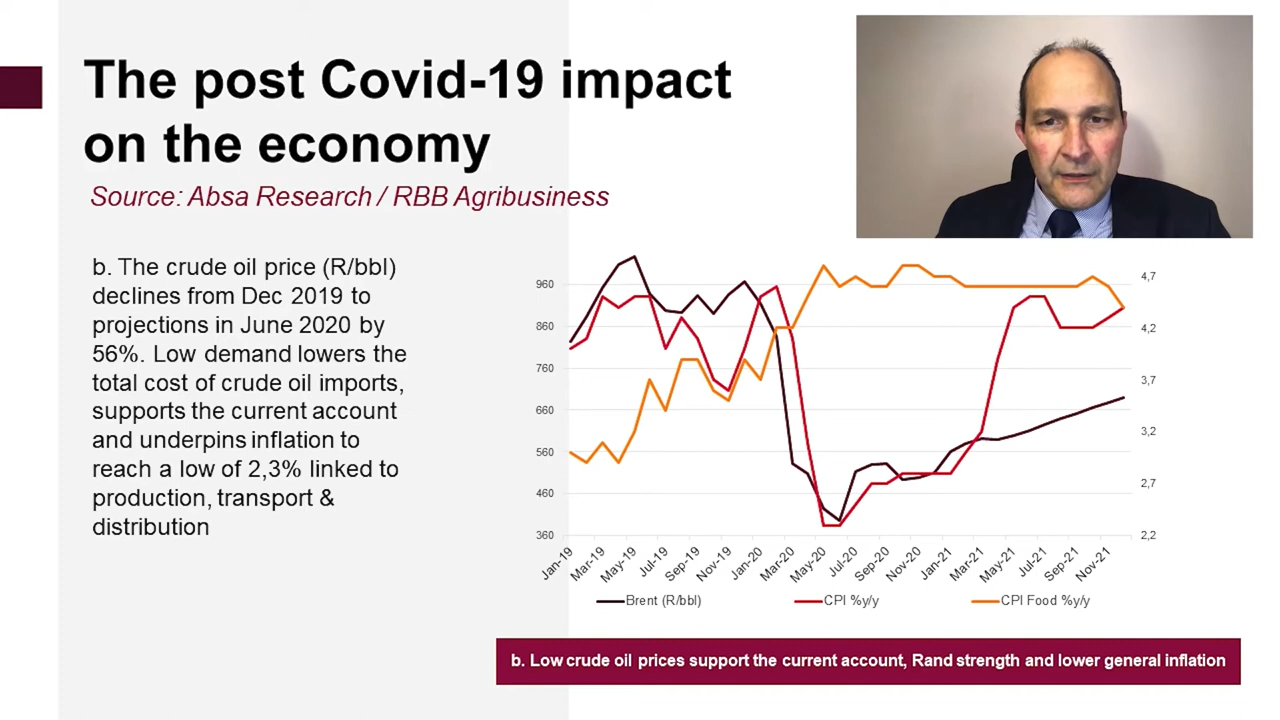 The post Covid-19 impact
on the economy
Source: Absa Research / RBB Agribusiness
b. The crude oil price (R/bbl)
declines from Dec 2019 to
projections in June 2020 by
56%. Low demand lowers the
total cost of crude oil imports,
supports the current account
and underpins inflation to
reach a low of 2,3% linked to
production, transport &
distribution
960
860
760
660
560
460
360
4,7
4,2
3,7
3,2
2,7
2,2
Jan-19
Mar-19
May-19
Jul-19
Sep-19
Nov-19
Jan-20
Mar-20
May-20
Jul-20
Sep-20
Nov-20
Jan-21
Mar-21
May-21
Jul-21
Sep-21
Nov-21
Brent (R/bbl)
CPI %y/y
CPI Food %y/y
b. Low crude oil prices support the current account, Rand strength and lower general inflation